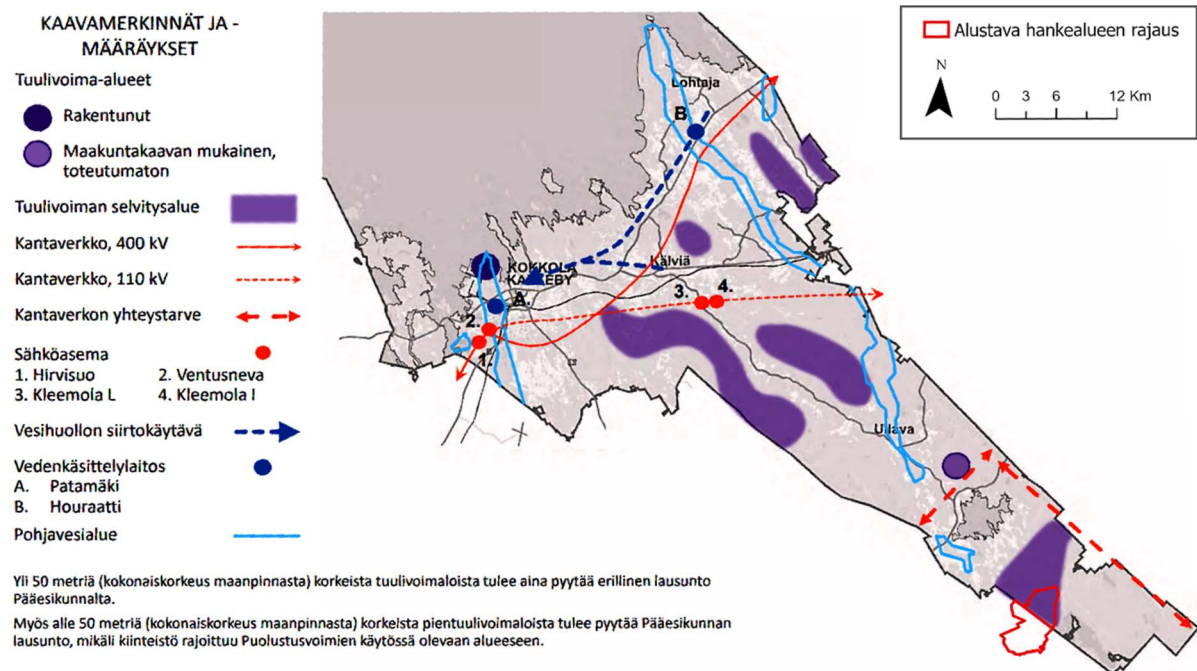 KAAVAMERKINNÄT JA -
MÄÄRÄYKSET
Tuulivoima-alueet
Rakentunut
Maakuntakaavan mukainen,
toteutumaton
Tuulivoiman selvitysalue
Kantaverkko, 400 kV
Kantaverkko, 110 kV
Kantaverkon yhteystarve
Sähköasema
1. Hirvisuo 2. Ventusneva
3. Kleemola L 4. Kleemola I
Vesihuollon siirtokäytävä
Vedenkäsittelylaitos
A. Patamäki
B. Houraatti
Pohjavesialue
Yli 50 metriä (kokonaiskorkeus maanpinnasta) korkeista tuulivoimaloista tulee aina pyytää erillinen lausunto
Pääesikunnalta.
Myös alle 50 metriä (kokonaiskorkeus maanpinnasta) korkeista pientuulivoimaloista tulee pyytää Pääesikunnan
lausunto, mikäli kiinteistö rajoittuu Puolustusvoimien käytössä olevaan alueeseen.
Alustava hankealueen rajaus
N
0 3 6 12 Km
Lohtaja
B
KOKKOLA
KARLEBY
Kälviä
A.
3. 4.
2.
1.
Ullava